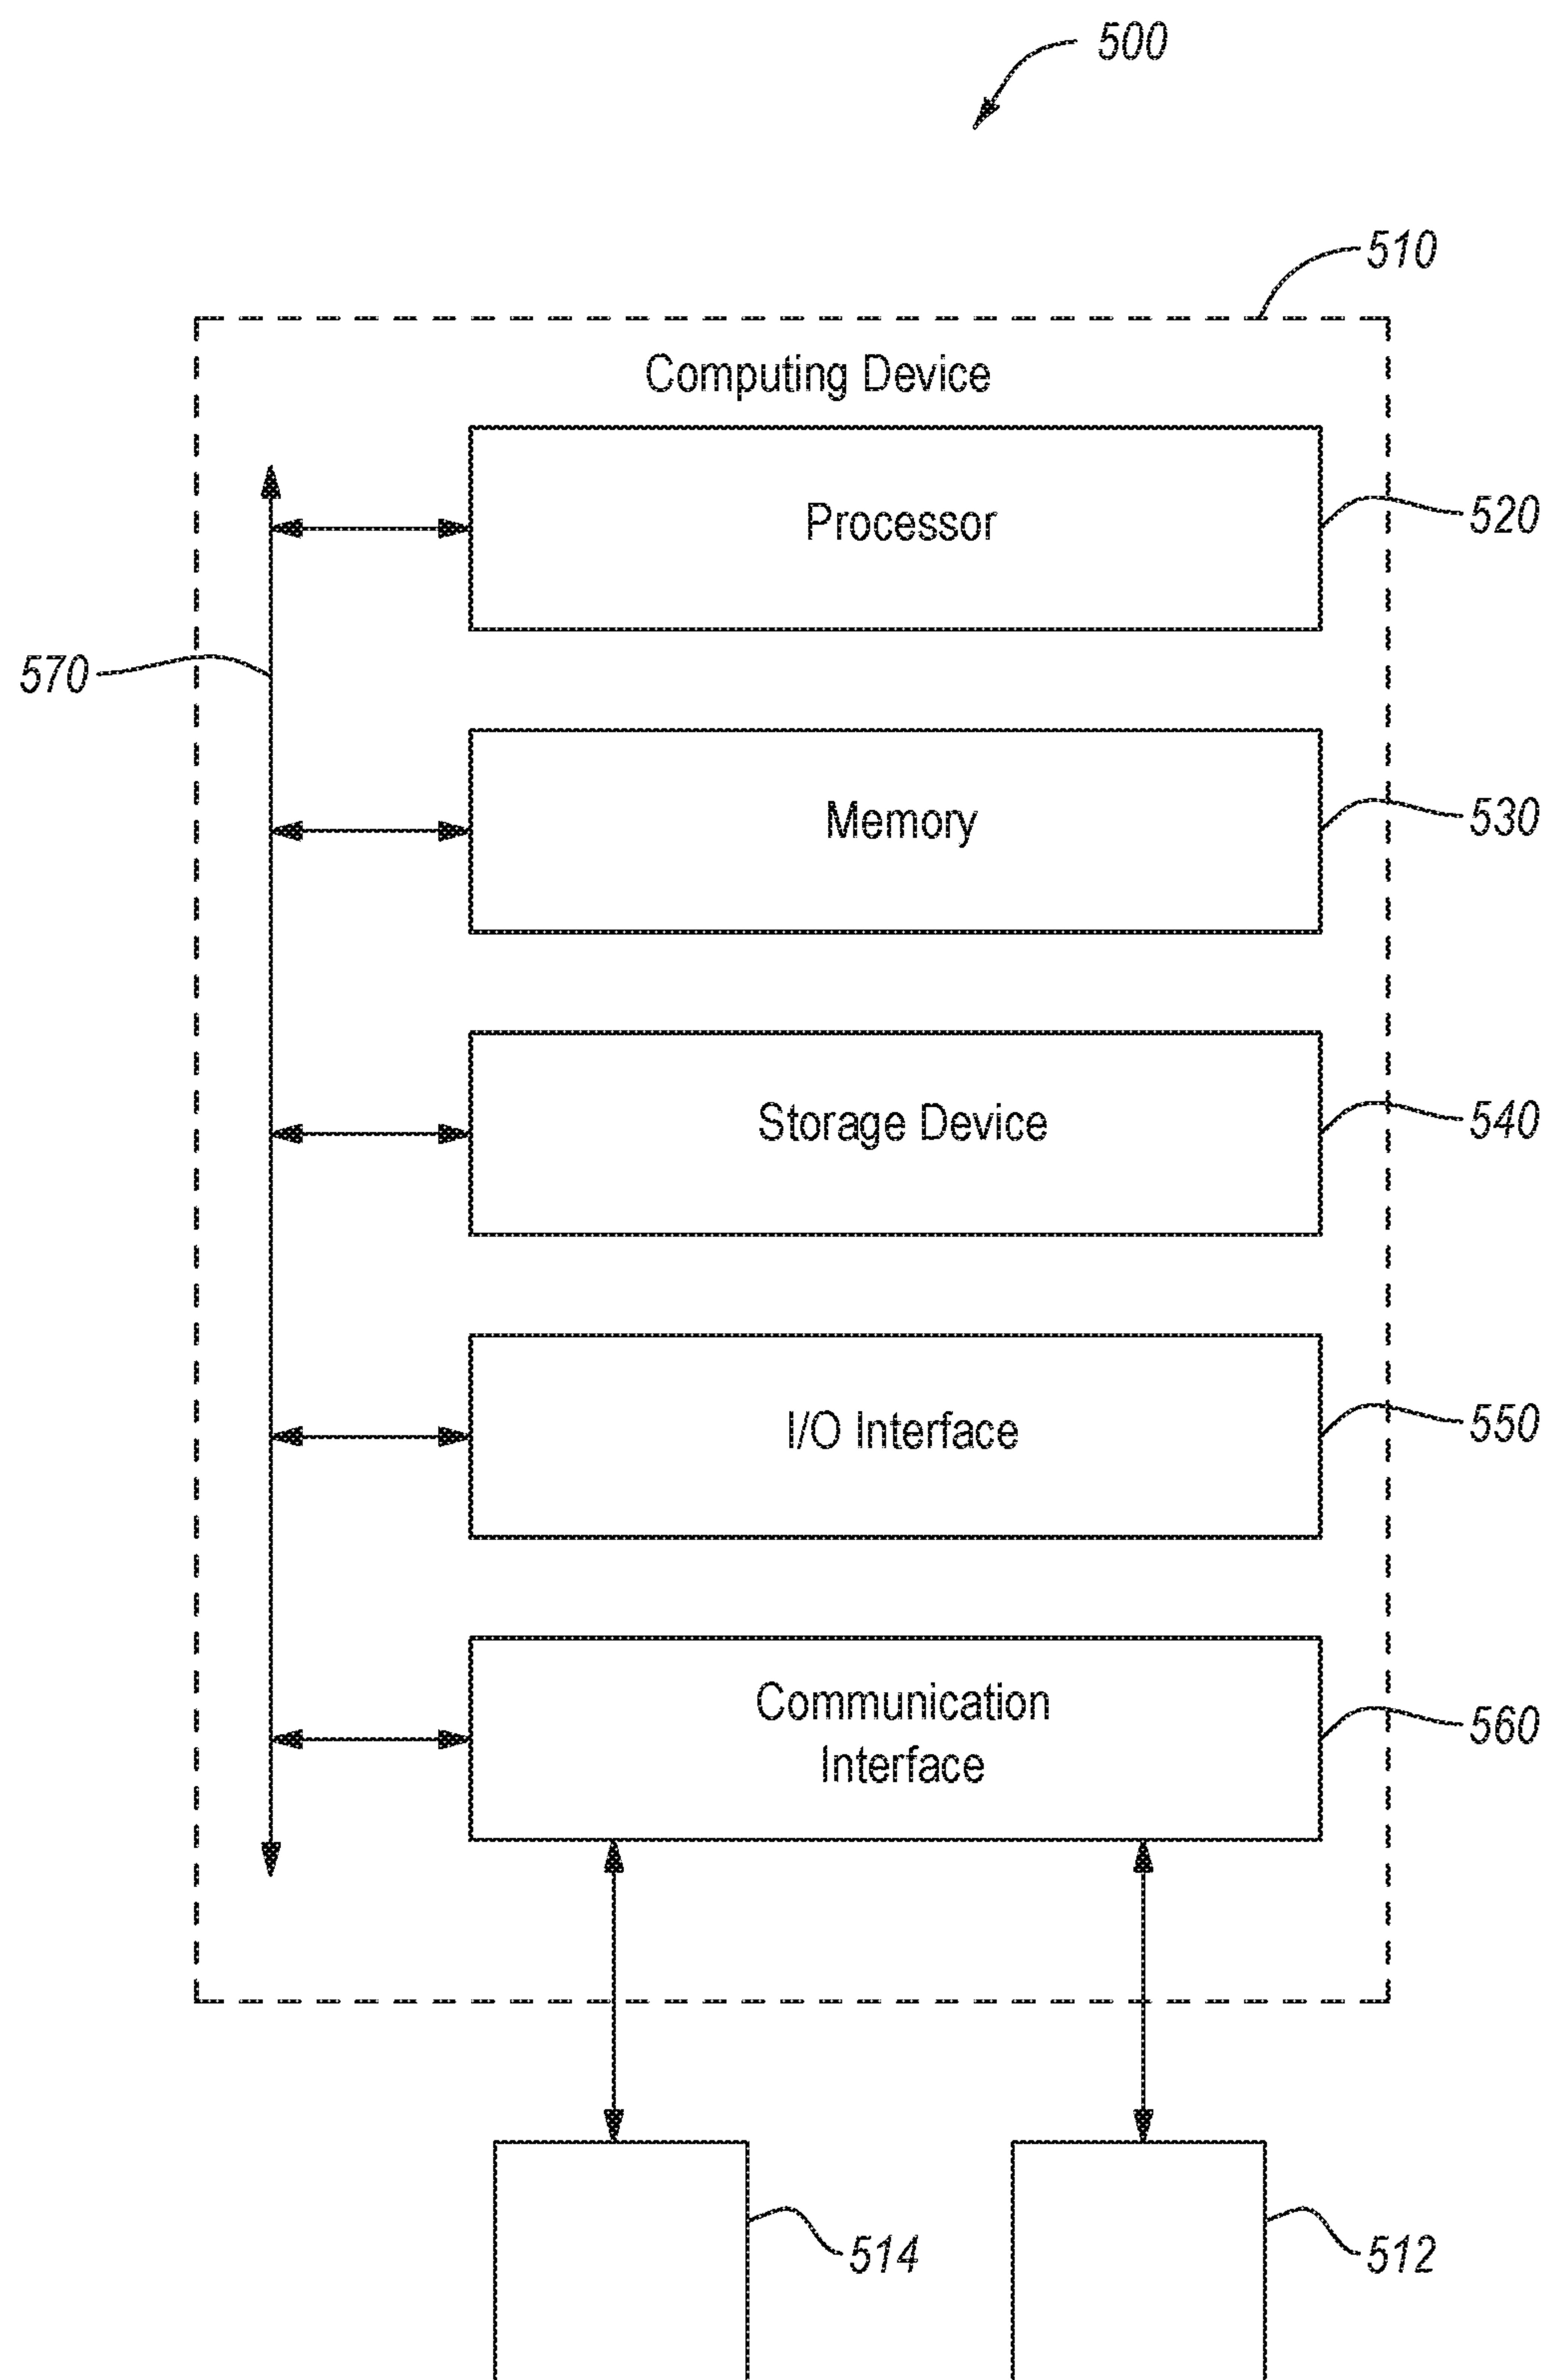 500
510
Computing Device
Processor
520
570
Memory
530
Storage Device
540
I/O Interface
550
Communication
Interface
560
514
512